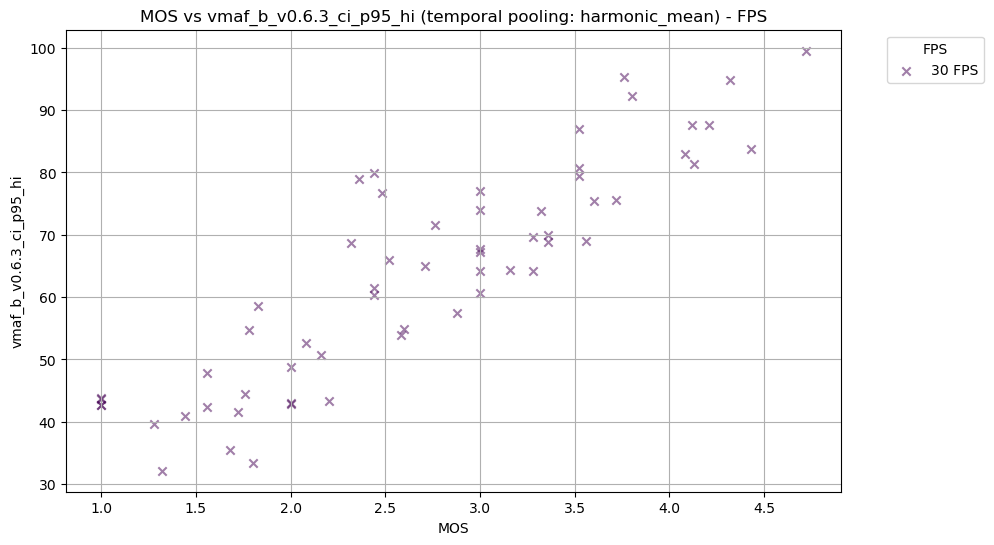 MOS vs vmaf_b_v0.6.3_ci_p95_hi (temporal pooling: harmonic_mean) - FPS
FPS
30 FPS
vmaf_b_v0.6.3_ci_p95_hi
100
90
80
70
60
50
40
30
1.0 1.5 2.0 2.5 3.0 3.5 4.0 4.5
MOS